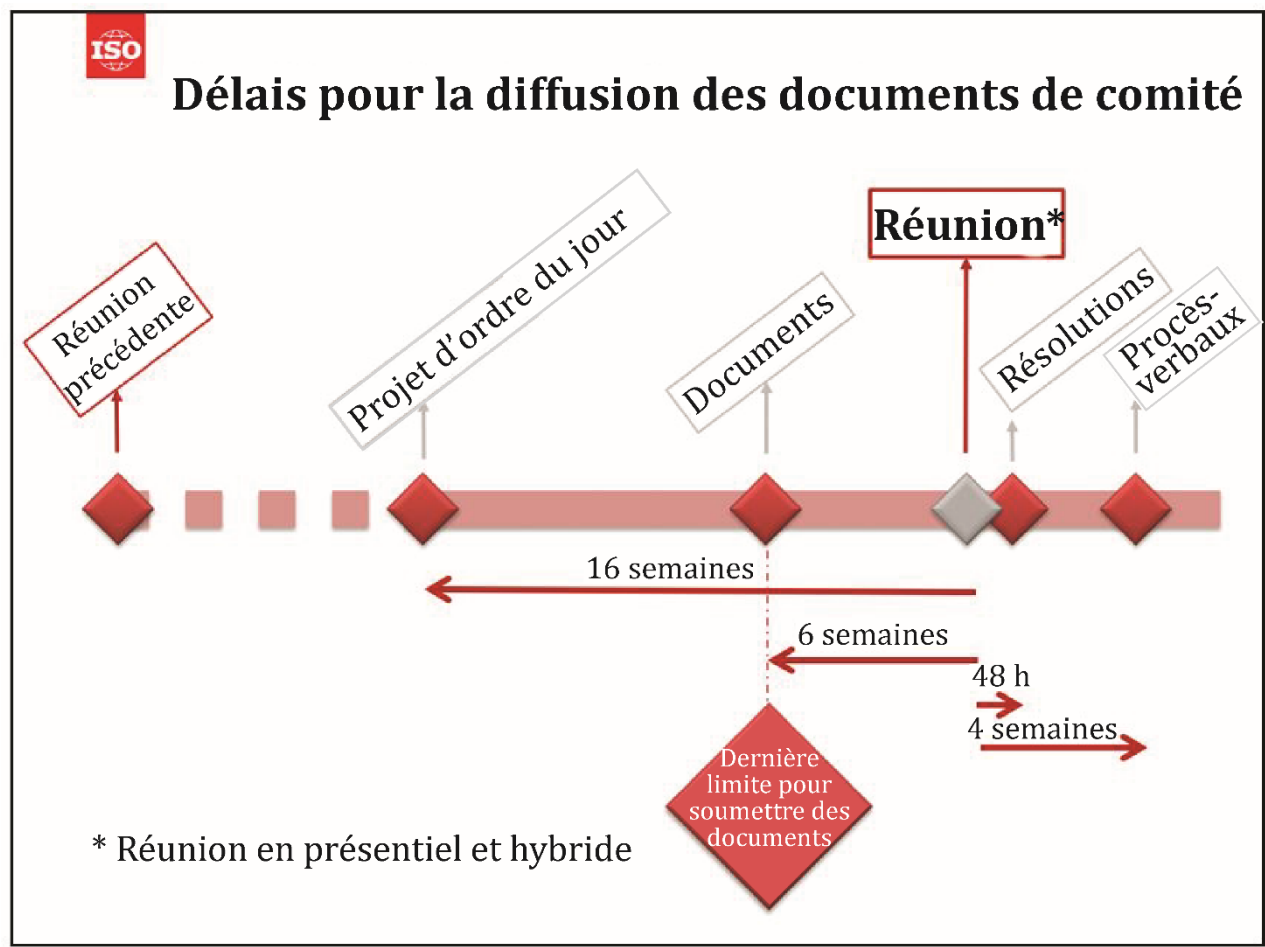 ISO
Délais pour la diffusion des documents de comité
Réunion
précédente
Projet d'ordre du jour
Documents
Réunion*
Résolutions
Procès-
verbaux
16 semaines
6 semaines
48 h
4 semaines
Dernière
limite pour
soumettre des
documents
* Réunion en présentiel et hybride